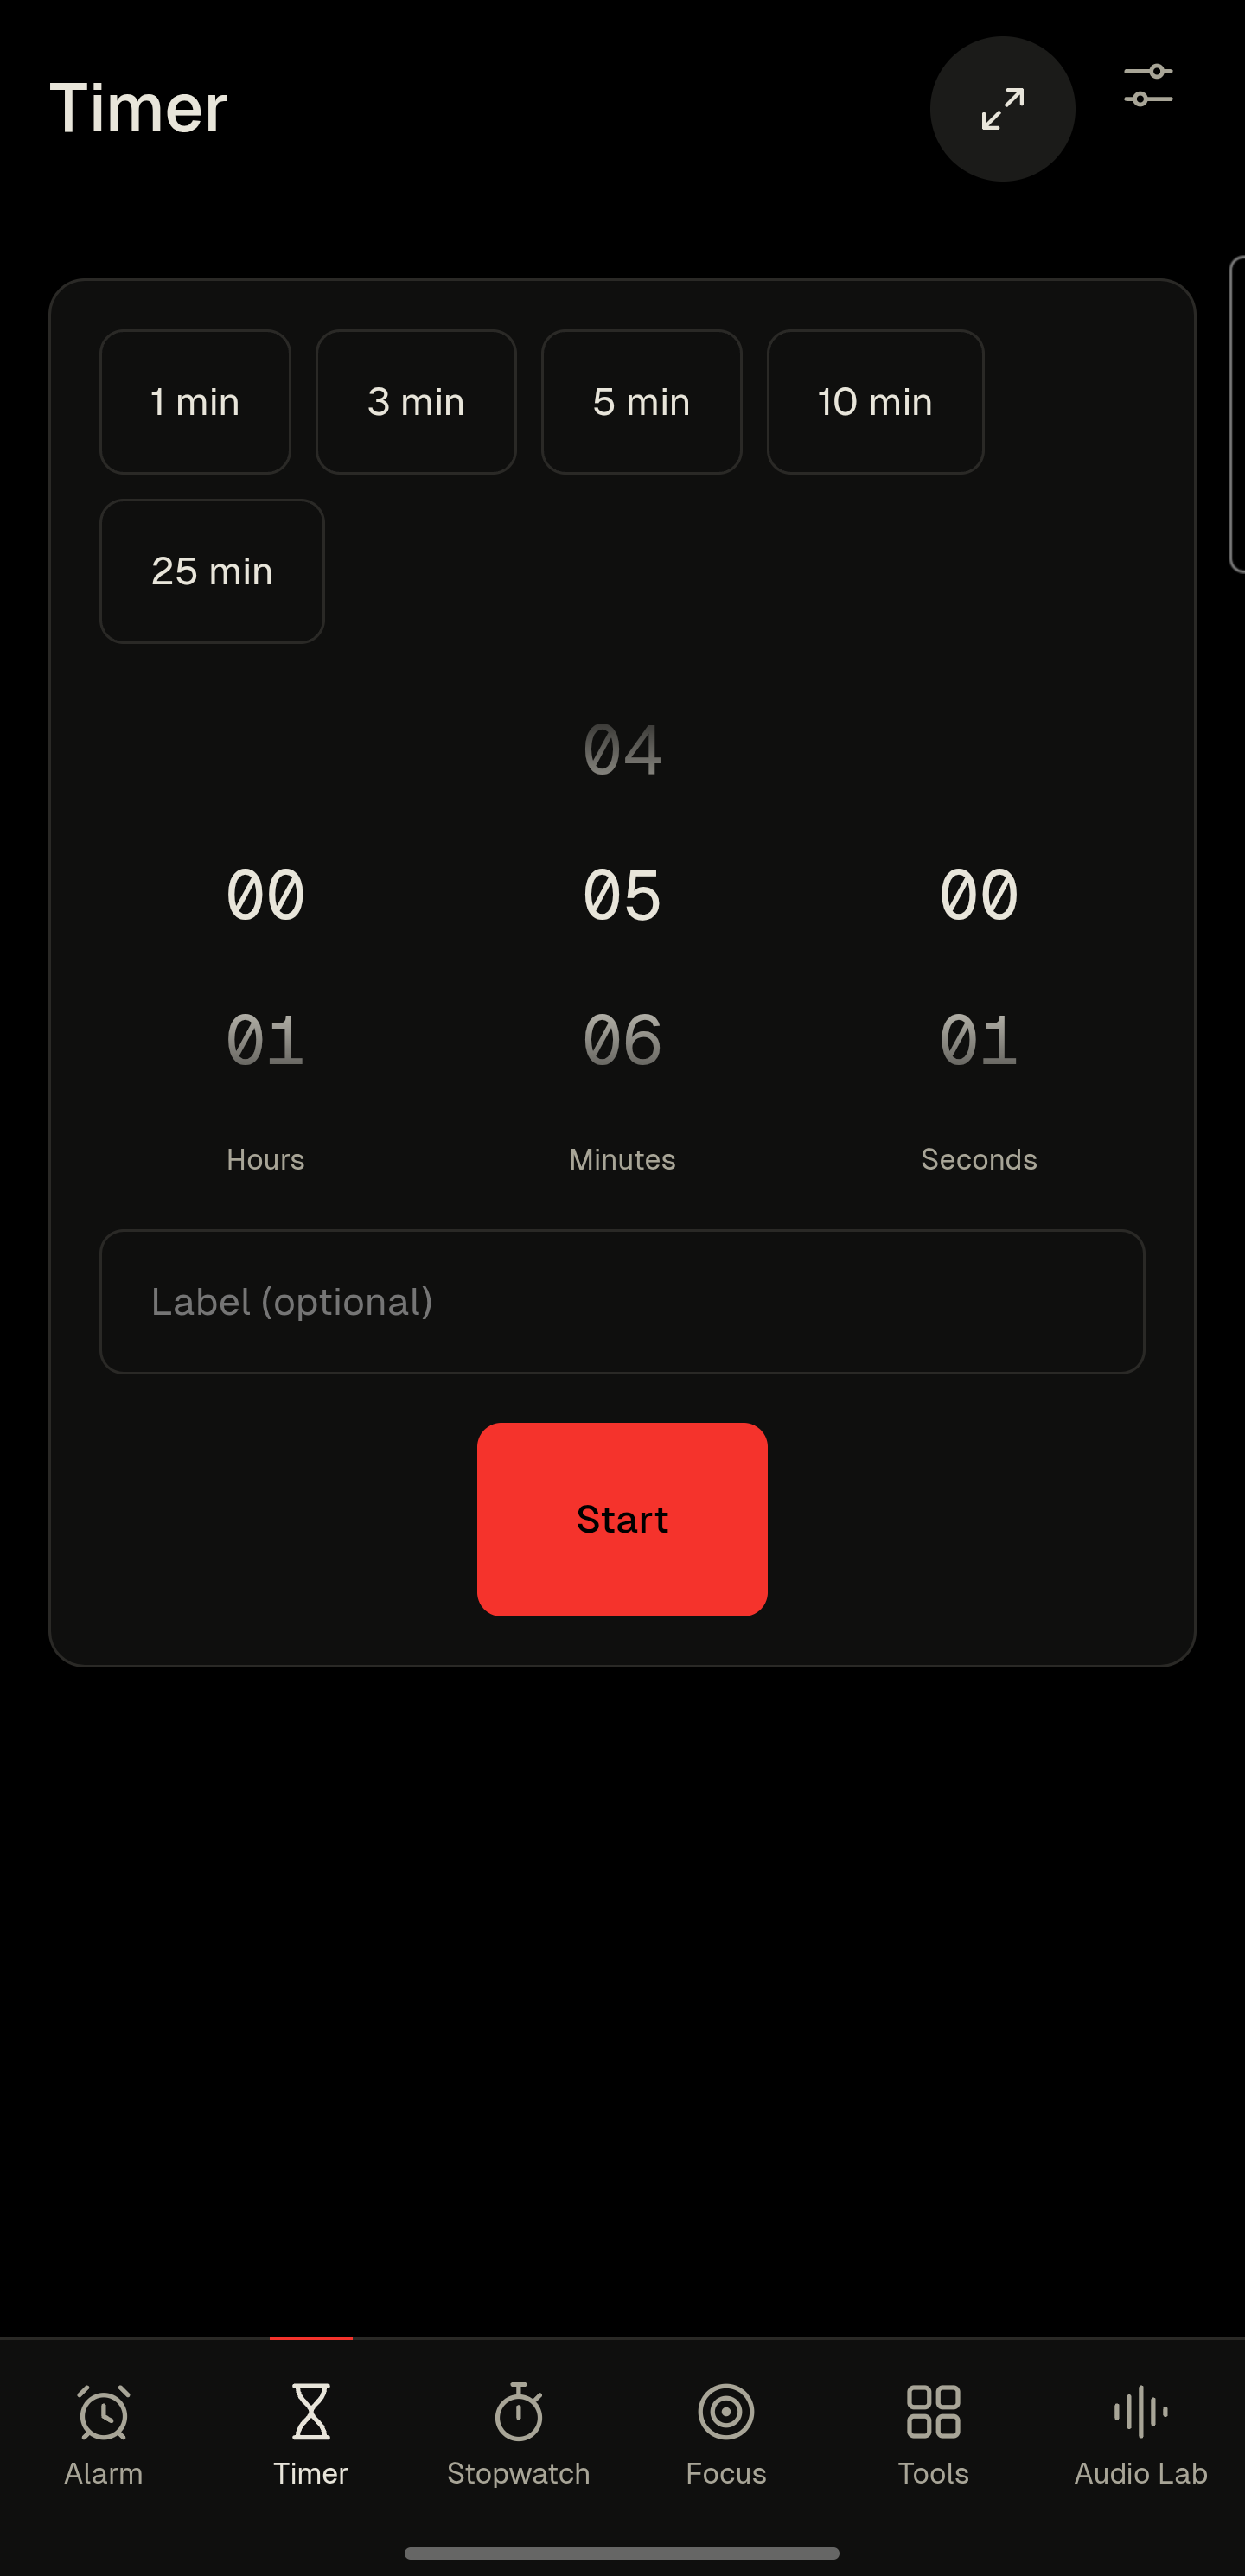 Timer
1 min 3 min 5 min 10 min
25 min
04
00 05 00
01 06 01
Hours Minutes Seconds
Label (optional)
Start
Alarm Timer Stopwatch Focus Tools Audio Lab